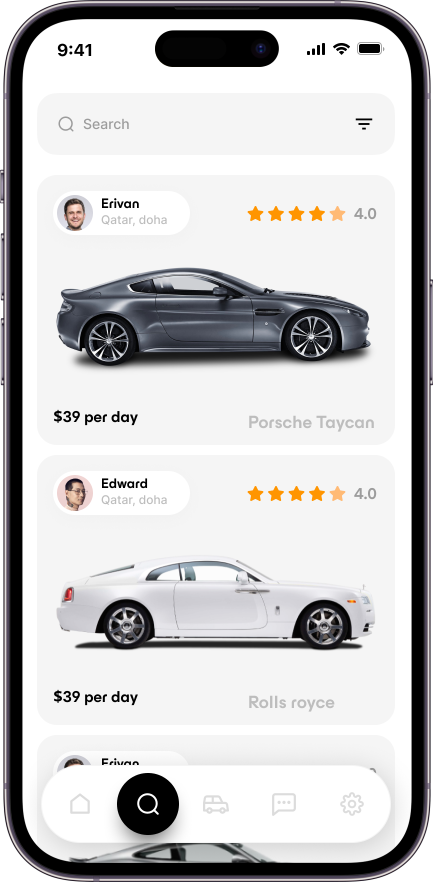 9:41
Search
Erivan
Qatar, doha
4.0
$39 per day
Porsche Taycan
Edward
Qatar, doha
4.0
$39 per day
Rolls royce
Erivan